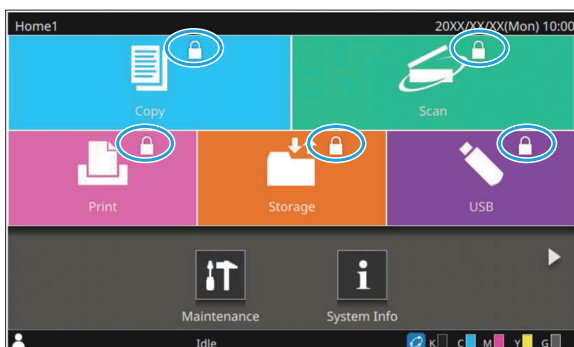 Home1 20XX/XX/XX(Mon) 10:00
Copy Scan
Print Storage USB
Maintenance System Info
Idle K C M Y G